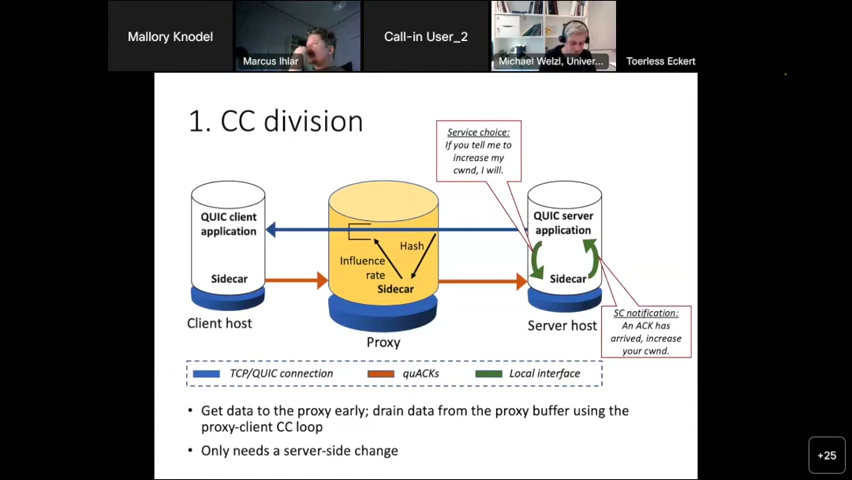 Mallory Knodel
Marcus Ihlar
Call-in User_2
Michael Welzl, Univer...
Toerless Eckert
1. CC division
Service choice:
If you tell me to
increase my
cwnd, I will.
QUIC client
application
Sidecar
Client host
Hash
Influence
rate
Sidecar
Proxy
QUIC server
application
Sidecar
Server host
SC notification:
An ACK has
arrived, increase
your cwnd.
TCP/QUIC connection
quACKs
Local interface
• Get data to the proxy early; drain data from the proxy buffer using the
proxy-client CC loop
• Only needs a server-side change
+25